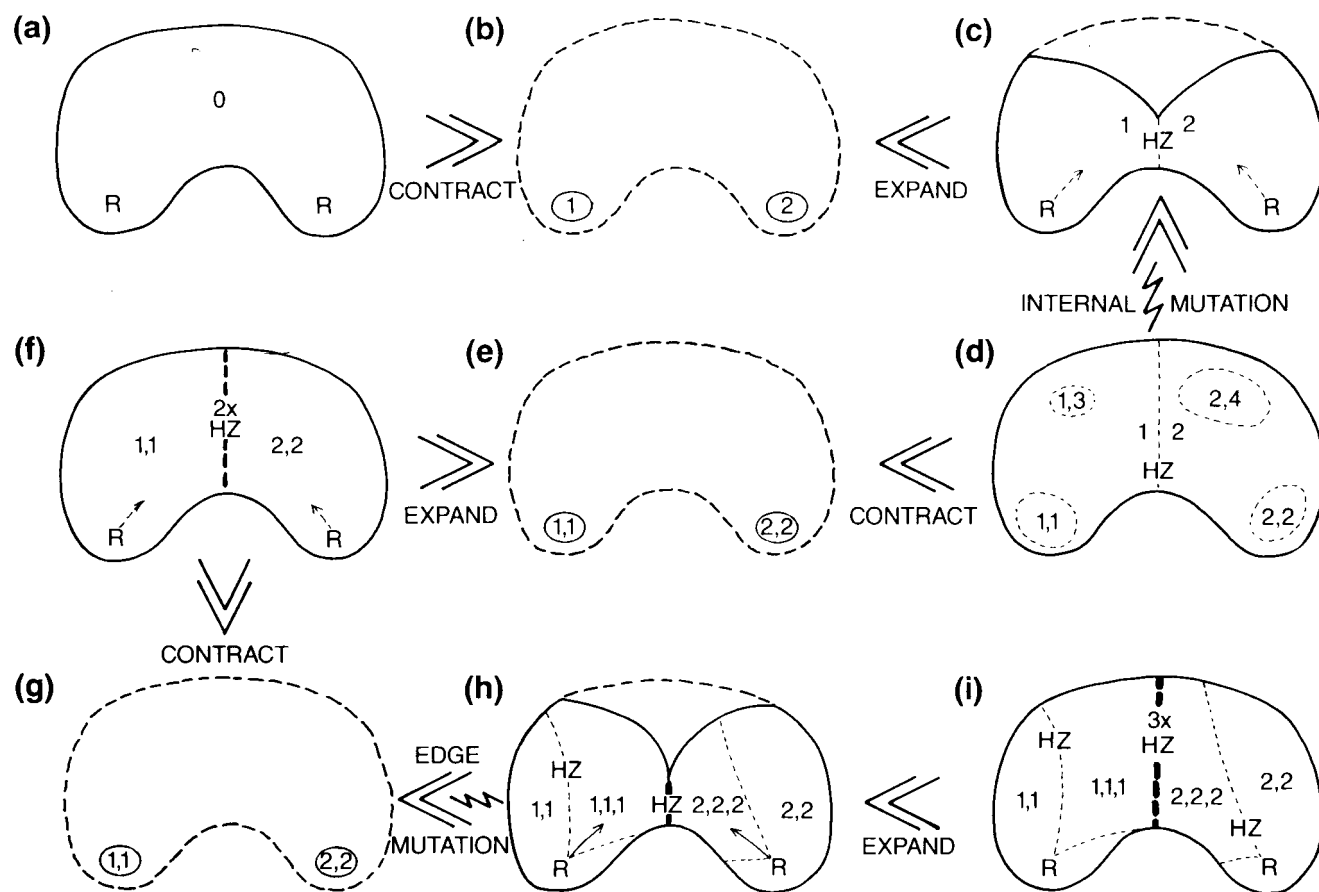 (a)
0
R R
CONTRACT
(b)
1 2
EXPAND
(c)
1 2
HZ
R R
INTERNAL MUTATION
(f)
2x
HZ
1,1 2,2
R R
EXPAND
(e)
1,1 2,2
CONTRACT
(d)
1,3 2,4
1 2
HZ
1,1 2,2
CONTRACT
(g)
1,1 2,2
EDGE
MUTATION
(h)
HZ
1,1 1,1,1 HZ 2,2,2 2,2
R R
EXPAND
(i)
3x
HZ HZ
1,1 1,1,1 2,2,2 2,2
HZ
R R